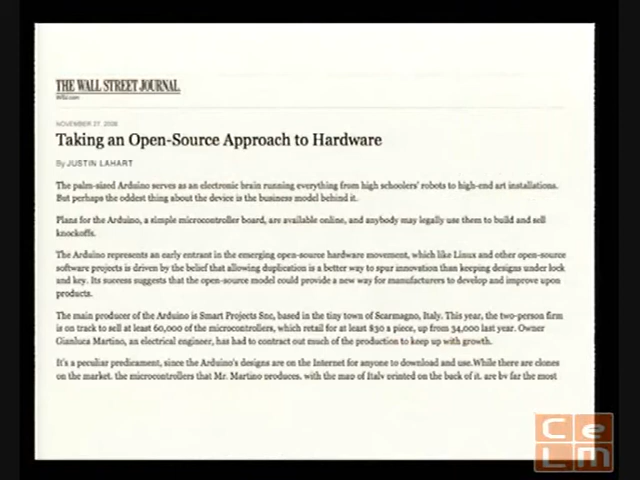 THE WALL STREET JOURNAL.
WSJ.com
NOVEMBER 27, 2009
Taking an Open-Source Approach to Hardware
By JUSTIN LAHART
The palm-sized Arduino serves as an electronic brain running everything from high schoolers' robots to high-end art installations.
But perhaps the oddest thing about the device is the business model behind it.
Plans for the Arduino, a simple microcontroller board, are available online, and anybody may legally use them to build and sell
knockoffs.
The Arduino represents an early entrant in the emerging open-source hardware movement, which like Linux and other open-source
software projects is driven by the belief that allowing duplication is a better way to spur innovation than keeping designs under lock
and key. Its success suggests that the open-source model could provide a new way for manufacturers to develop and improve upon
products.
The main producer of the Arduino is Smart Projects Snc, based in the tiny town of Scarmagno, Italy. This year, the two-person firm
is on track to sell at least 60,000 of the microcontrollers, which retail for at least $30 a piece, up from 34,000 last year. Owner
Gianluca Martino, an electrical engineer, has had to contract out much of the production to keep up with growth.
It's a peculiar predicament, since the Arduino's designs are on the Internet for anyone to download and use.While there are clones
on the market, the microcontrollers that Mr. Martino produces, with the map of Italy printed on the back of it, are by far the most
C e
L m